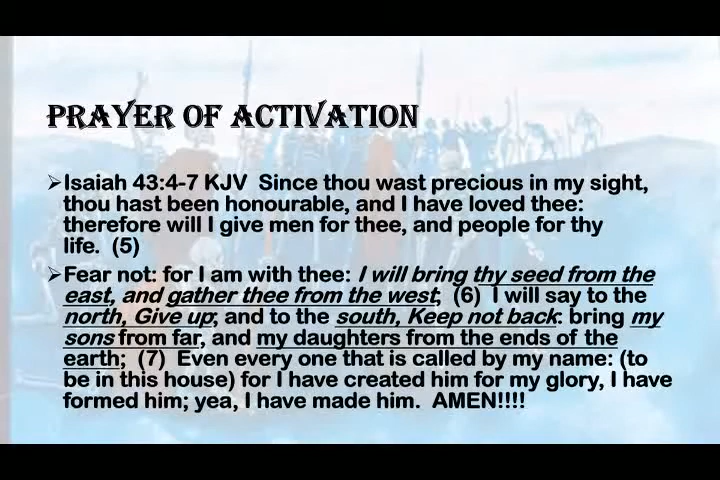 PRAYER OF ACTIVATION
➢Isaiah 43:4-7 KJV  Since thou wast precious in my sight,
thou hast been honourable, and I have loved thee:
therefore will I give men for thee, and people for thy
life.  (5)
➢Fear not: for I am with thee: I will bring thy seed from the
east, and gather thee from the west;  (6)  I will say to the
north, Give up; and to the south, Keep not back: bring my
sons from far, and my daughters from the ends of the
earth;  (7)  Even every one that is called by my name: (to
be in this house) for I have created him for my glory, I have
formed him; yea, I have made him.  AMEN!!!!